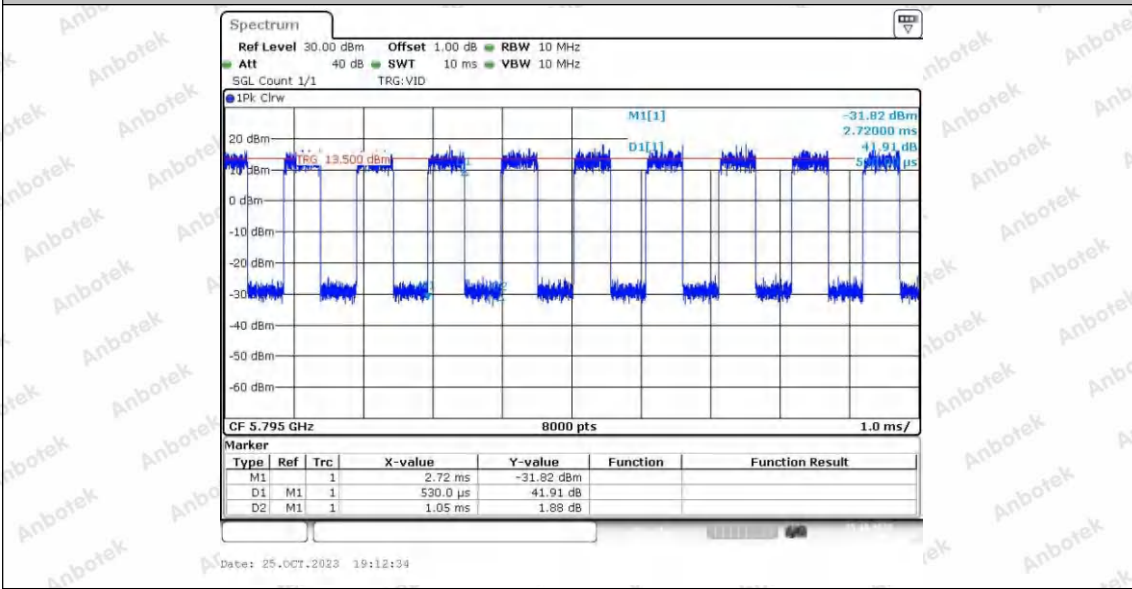 Spectrum
Ref Level 30.00 dBm Offset 1.00 dB RBW 10 MHz
Att 40 dB SWT 10 ms VBW 10 MHz
SGL Count 1/1 TRG:VID
1Pk Clrw
M1[1] -31.82 dBm
2.72000 ms
20 dBm
D1[1] 41.91 dB
TRG 13.500 dBm
0 dBm
-10 dBm
-20 dBm
-40 dBm
-50 dBm
-60 dBm
CF 5.795 GHz 8000 pts 1.0 ms/
Marker
Type Ref Trc X-value Y-value Function Function Result
M1 1 2.72 ms -31.82 dBm
D1 M1 1 530.0 µs 41.91 dB
D2 M1 1 1.05 ms 1.88 dB
Date: 25.OCT.2023 19:12:34
Anbotek